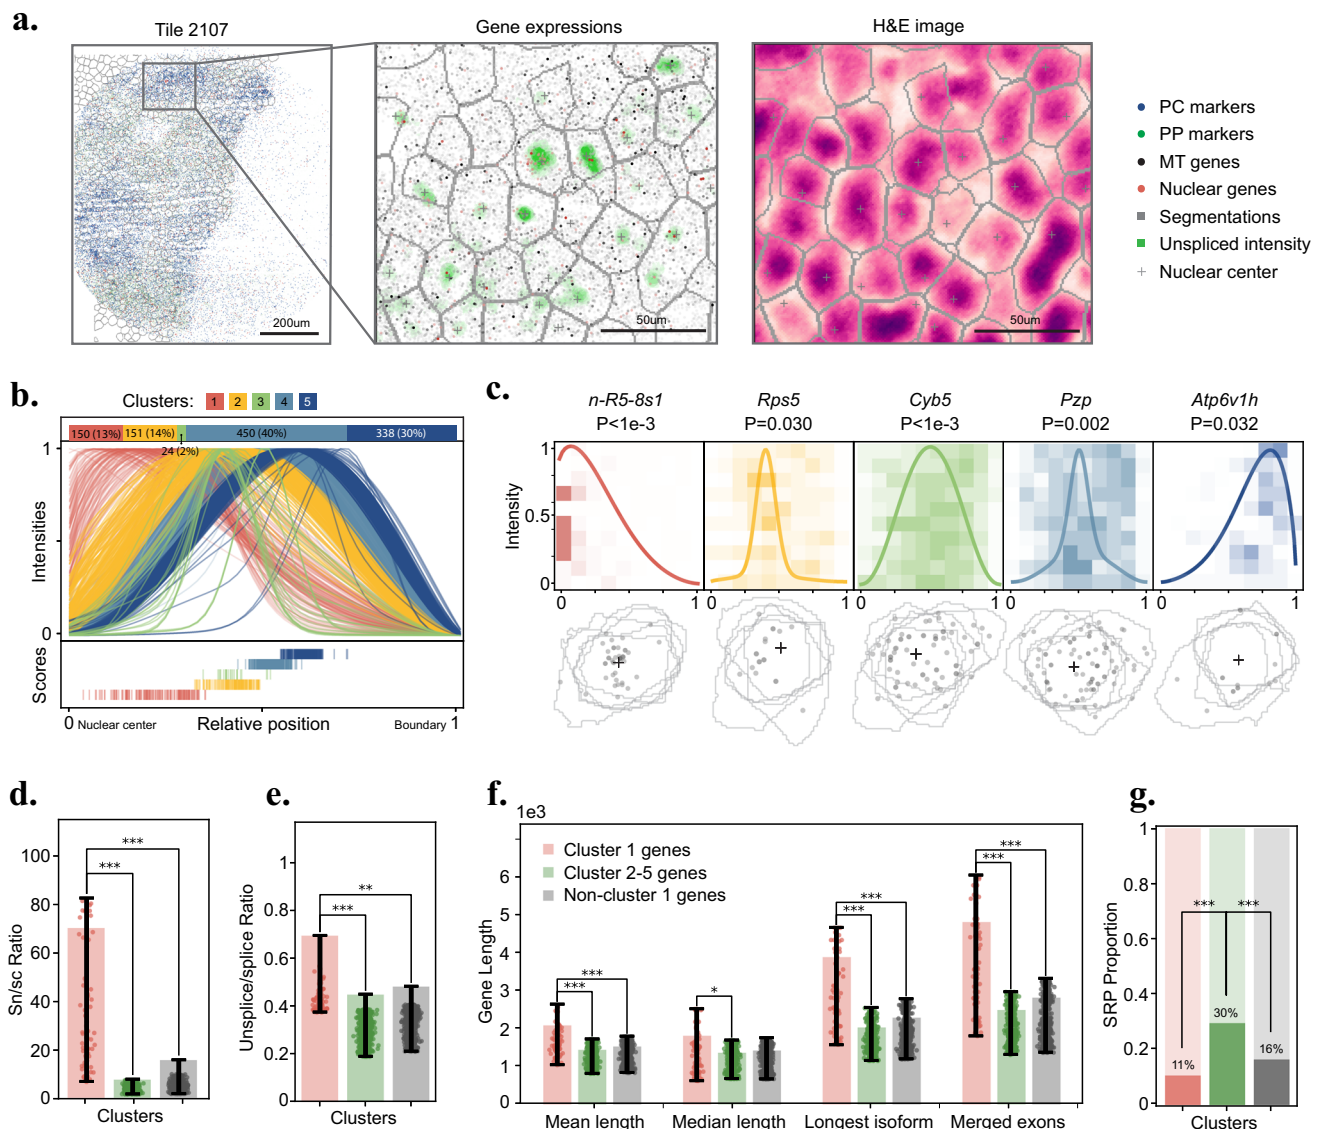 a.
Tile 2107
Gene expressions
H&E image
200um
50um
50um
PC markers
PP markers
MT genes
Nuclear genes
Segmentations
Unspliced intensity
Nuclear center
b.
Clusters: 1 2 3 4 5
150 (13%) 151 (14%) 450 (40%) 338 (30%)
24 (2%)
1
0
Intensities
Scores
0 Nuclear center Relative position Boundary 1
c.
n-R5-8s1 Rps5 Cyb5 Pzp Atp6v1h
P<1e-3 P=0.030 P<1e-3 P=0.002 P=0.032
Intensity
1
0.5
0
0 1 0 1 0 1 0 1 0 1
d.
Sn/sc Ratio
100
80
60
40
20
0
***
***
Clusters
e.
Unsplice/splice Ratio
1
0.8
0.6
0.4
0.2
0
**
***
Clusters
f.
1e3
Gene Length
6
5
4
3
2
1
0
Cluster 1 genes
Cluster 2-5 genes
Non-cluster 1 genes
***
***
*
***
***
***
***
Mean length Median length Longest isoform Merged exons
g.
SRP Proportion
1
0.8
0.6
0.4
0.2
0
*** ***
11% 30% 16%
Clusters